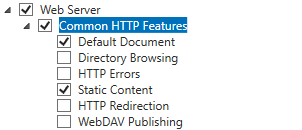 Web Server
Common HTTP Features
Default Document
Directory Browsing
HTTP Errors
Static Content
HTTP Redirection
WebDAV Publishing